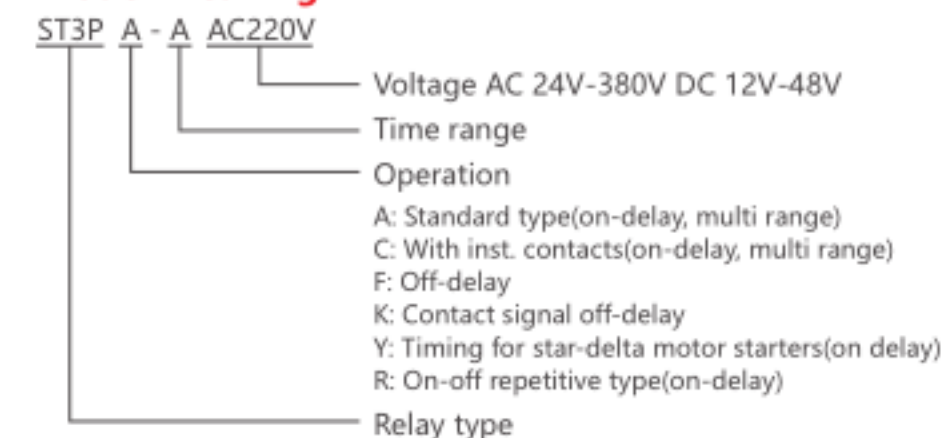 ST3P A - A AC220V
Voltage AC 24V-380V DC 12V-48V
Time range
Operation
A: Standard type(on-delay, multi range)
C: With inst. contacts(on-delay, multi range)
F: Off-delay
K: Contact signal off-delay
Y: Timing for star-delta motor starters(on delay)
R: On-off repetitive type(on-delay)
Relay type